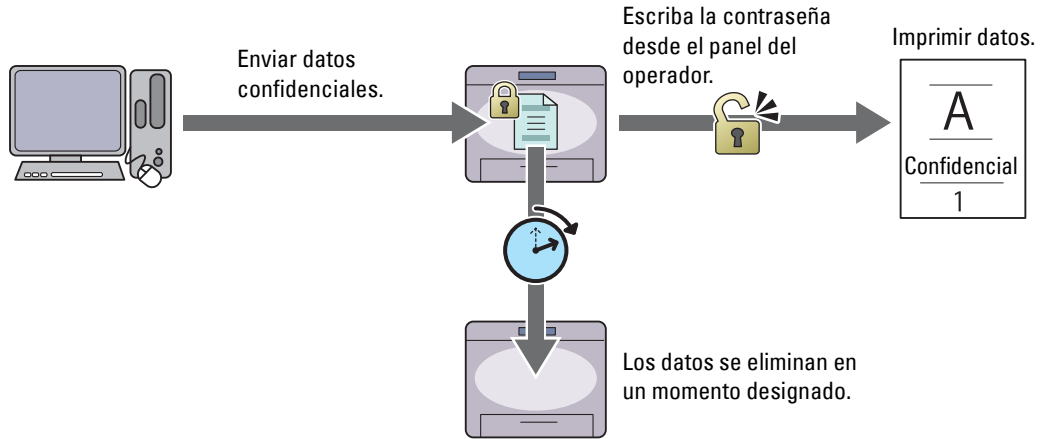 Enviar datos
confidenciales.
Escriba la contraseña
desde el panel del
operador.
Imprimir datos.
A
Confidencial
1
Los datos se eliminan en
un momento designado.